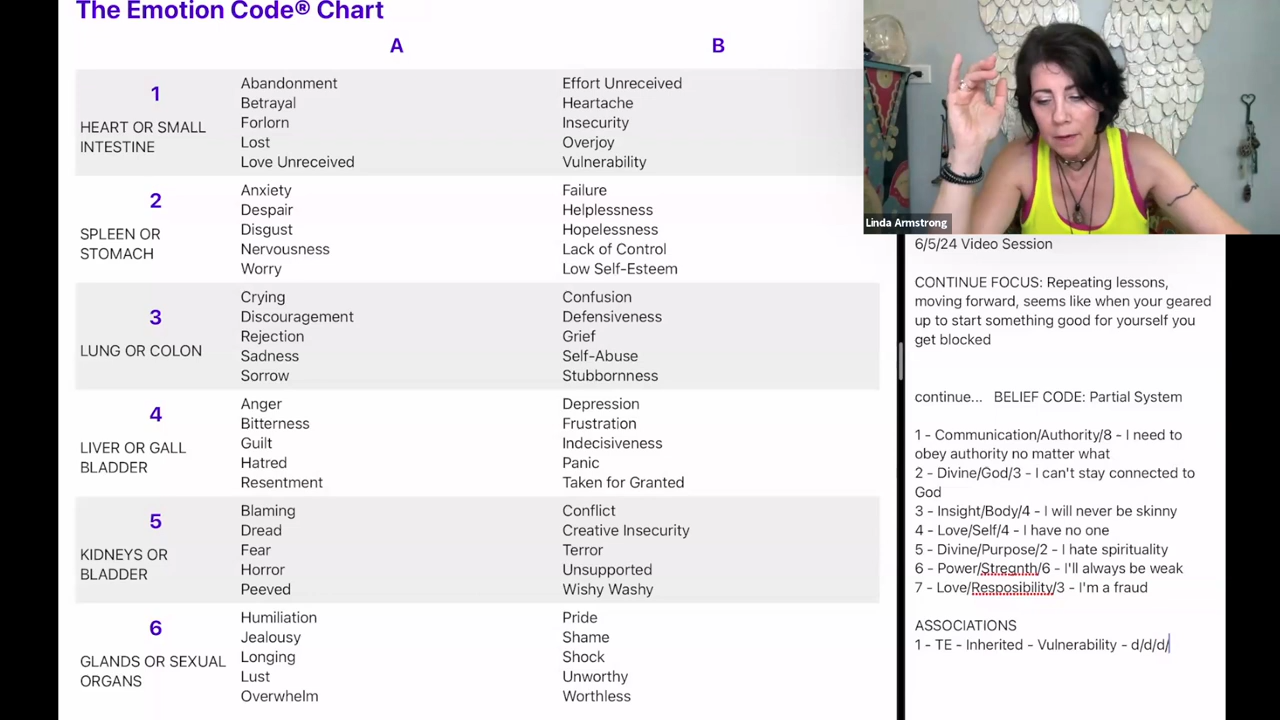 The Emotion Code® Chart
A
B
1
HEART OR SMALL
INTESTINE
Abandonment
Betrayal
Forlorn
Lost
Love Unreceived
Effort Unreceived
Heartache
Insecurity
Overjoy
Vulnerability
2
SPLEEN OR
STOMACH
Anxiety
Despair
Disgust
Nervousness
Worry
Failure
Helplessness
Hopelessness
Lack of Control
Low Self-Esteem
3
LUNG OR COLON
Crying
Discouragement
Rejection
Sadness
Sorrow
Confusion
Defensiveness
Grief
Self-Abuse
Stubbornness
4
LIVER OR GALL
BLADDER
Anger
Bitterness
Guilt
Hatred
Resentment
Depression
Frustration
Indecisiveness
Panic
Taken for Granted
5
KIDNEYS OR
BLADDER
Blaming
Dread
Fear
Horror
Peeved
Conflict
Creative Insecurity
Terror
Unsupported
Wishy Washy
6
GLANDS OR SEXUAL
ORGANS
Humiliation
Jealousy
Longing
Lust
Overwhelm
Pride
Shame
Shock
Unworthy
Worthless
Linda Armstrong
6/5/24 Video Session
CONTINUE FOCUS: Repeating lessons,
moving forward, seems like when your geared
up to start something good for yourself you
get blocked
continue... BELIEF CODE: Partial System
1 - Communication/Authority/8 - I need to
obey authority no matter what
2 - Divine/God/3 - I can't stay connected to
God
3 - Insight/Body/4 - I will never be skinny
4 - Love/Self/4 - I have no one
5 - Divine/Purpose/2 - I hate spirituality
6 - Power/Stregnth/6 - I'll always be weak
7 - Love/Resposibility/3 - I'm a fraud
ASSOCIATIONS
1 - TE - Inherited - Vulnerability - d/d/d/